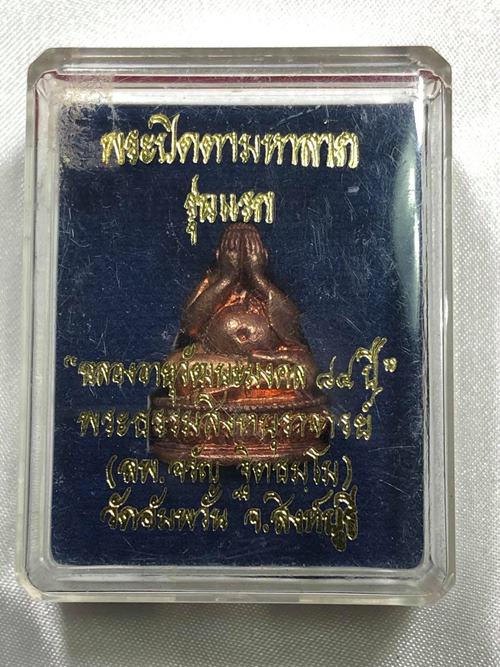 พระปิดตามหาลาภ
รุ่นแรก
"ฉลองอายุวัฒนะมงคล ๘๔ ปี"
พระธรรมสิงหบุราจารย์
(ลพ.จรัญ ฐิตธมฺโม)
วัดอัมพวัน จ.สิงห์บุรี